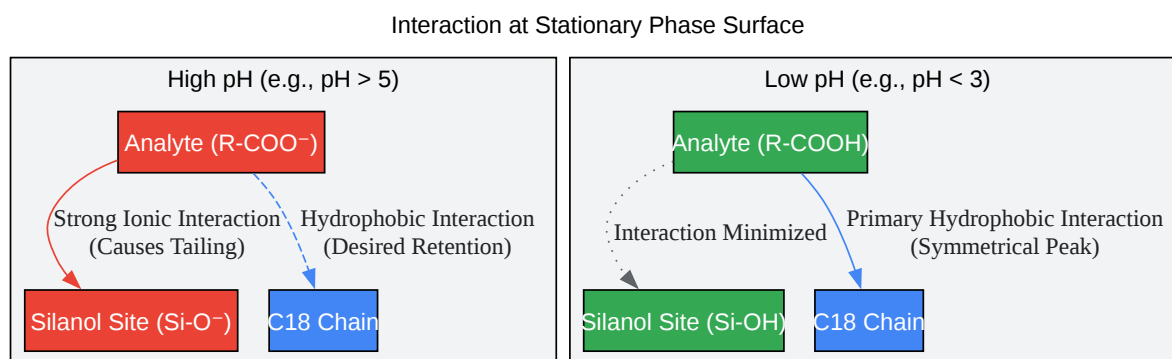 Interaction at Stationary Phase Surface
High pH (e.g., pH > 5)
Analyte (R-COO⁻)
Strong Ionic Interaction
(Causes Tailing)
Hydrophobic Interaction
(Desired Retention)
Silanol Site (Si-O⁻)
C18 Chain
Low pH (e.g., pH < 3)
Analyte (R-COOH)
Interaction Minimized
Primary Hydrophobic Interaction
(Symmetrical Peak)
Silanol Site (Si-OH)
C18 Chain